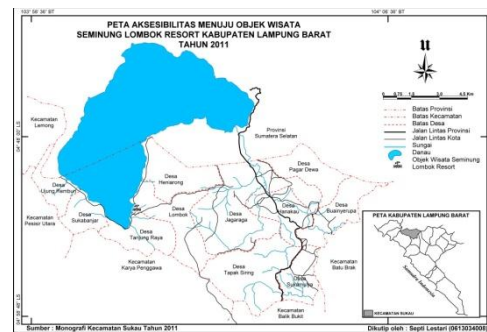 PETA AKSESIBILITAS MENUJU OBJEK WISATA
SEMINUNG LOMBOK RESORT KABUPATEN LAMPUNG BARAT
TAHUN 2011
U
Batas Provinsi
Batas Kecamatan
Batas Desa
Jalan Lintas Provinsi
Jalan Lintas Kota
Sungai
Danau
Objek Wisata Seminung
Lombok Resort
Kecamatan
Lemong
Provinsi
Sumatera Selatan
Desa
Pagar Dewa
Desa
Heniarong
Desa
Ujung Rembun
Desa
Sukabanjar
Desa
Lombok
Desa
Jagaraga
Desa
Hanakau
Desa
Buaynyerupa
Kecamatan
Pesisir Utara
Desa
Tanjung Raya
Kecamatan
Karya Penggawa
Desa
Tapak Siring
Kecamatan
Batu Brak
Kecamatan
Balik Bukit
PETA KABUPATEN LAMPUNG BARAT
Samudra Indonesia
KECAMATAN SUKAU
Sumber : Monografi Kecamatan Sukau Tahun 2011
Dikutip oleh : Septi Lestari